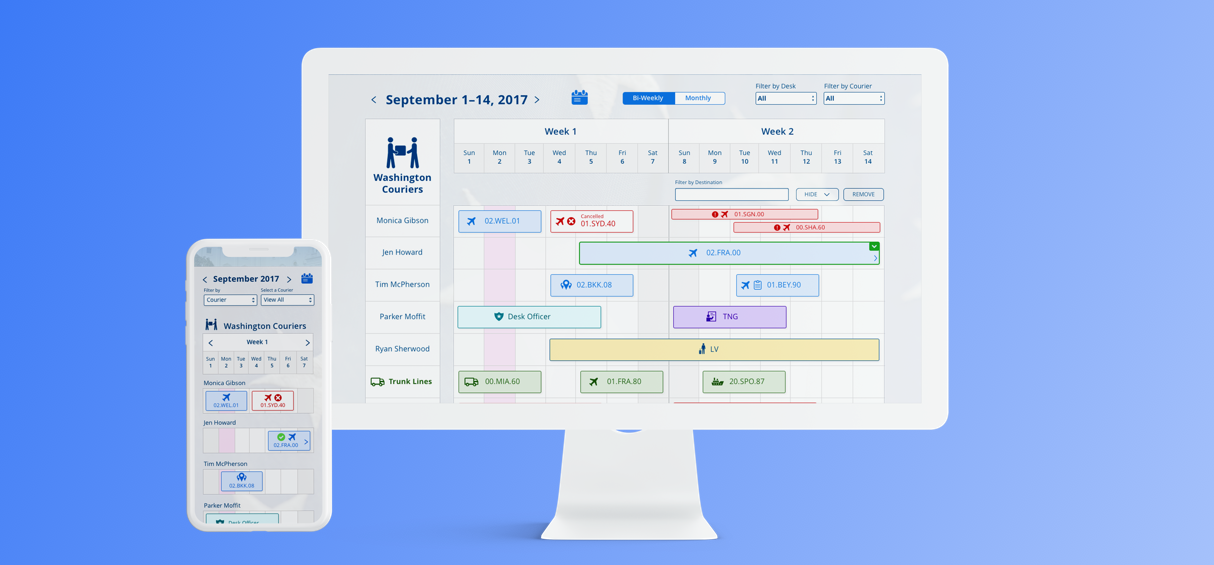 September 1–14, 2017
Bi-Weekly
Monthly
Filter by Desk
All
Filter by Courier
All
Washington
Couriers
Week 1
Week 2
Sun Mon Tue Wed Thu Fri Sat Sun Mon Tue Wed Thu Fri Sat
1 2 3 4 5 6 7 8 9 10 11 12 13 14
Filter by Destination
HIDE
REMOVE
Monica Gibson
02.WEL.01
Cancelled
01.SYD.40
01.SGN.00
00.SHA.60
Jen Howard
02.FRA.00
Tim McPherson
02.BKK.08
01.BEY.90
Parker Moffit
Desk Officer
TNG
Ryan Sherwood
LV
Trunk Lines
00.MIA.60
01.FRA.80
20.SPO.87
September 2017
Filter by
Select a Courier
Courier
View All
Washington Couriers
Week 1
Sun Mon Tue Wed Thu Fri Sat
1 2 3 4 5 6 7
Monica Gibson
02.WEL.01
01.SYD.40
Jen Howard
02.FRA.00
Tim McPherson
02.BKK.08
Parker Moffit
Desk Officer